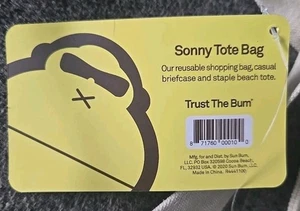 Sonny Tote Bag
Our reusable shopping bag, casual
briefcase and staple beach tote.
Trust The Bum™
8 71760 00010 0
Mfg. for and Dist. by Sun Bum,
LLC. PO Box 320598 Cocoa Beach,
FL, 32932 USA. © 2020 Sun Bum, LLC.
Made in China.